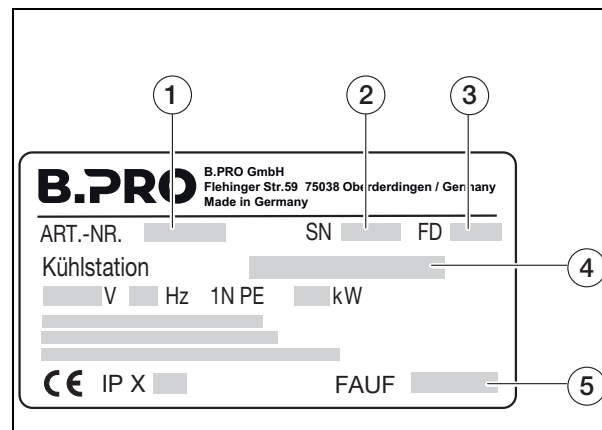 1 2 3
B.PRO
B.PRO GmbH
Flehinger Str.59 75038 Oberderdingen / Germany
Made in Germany
ART.-NR. SN FD
Kühlstation 4
V Hz 1N PE kW
CE IP X FAUF 5